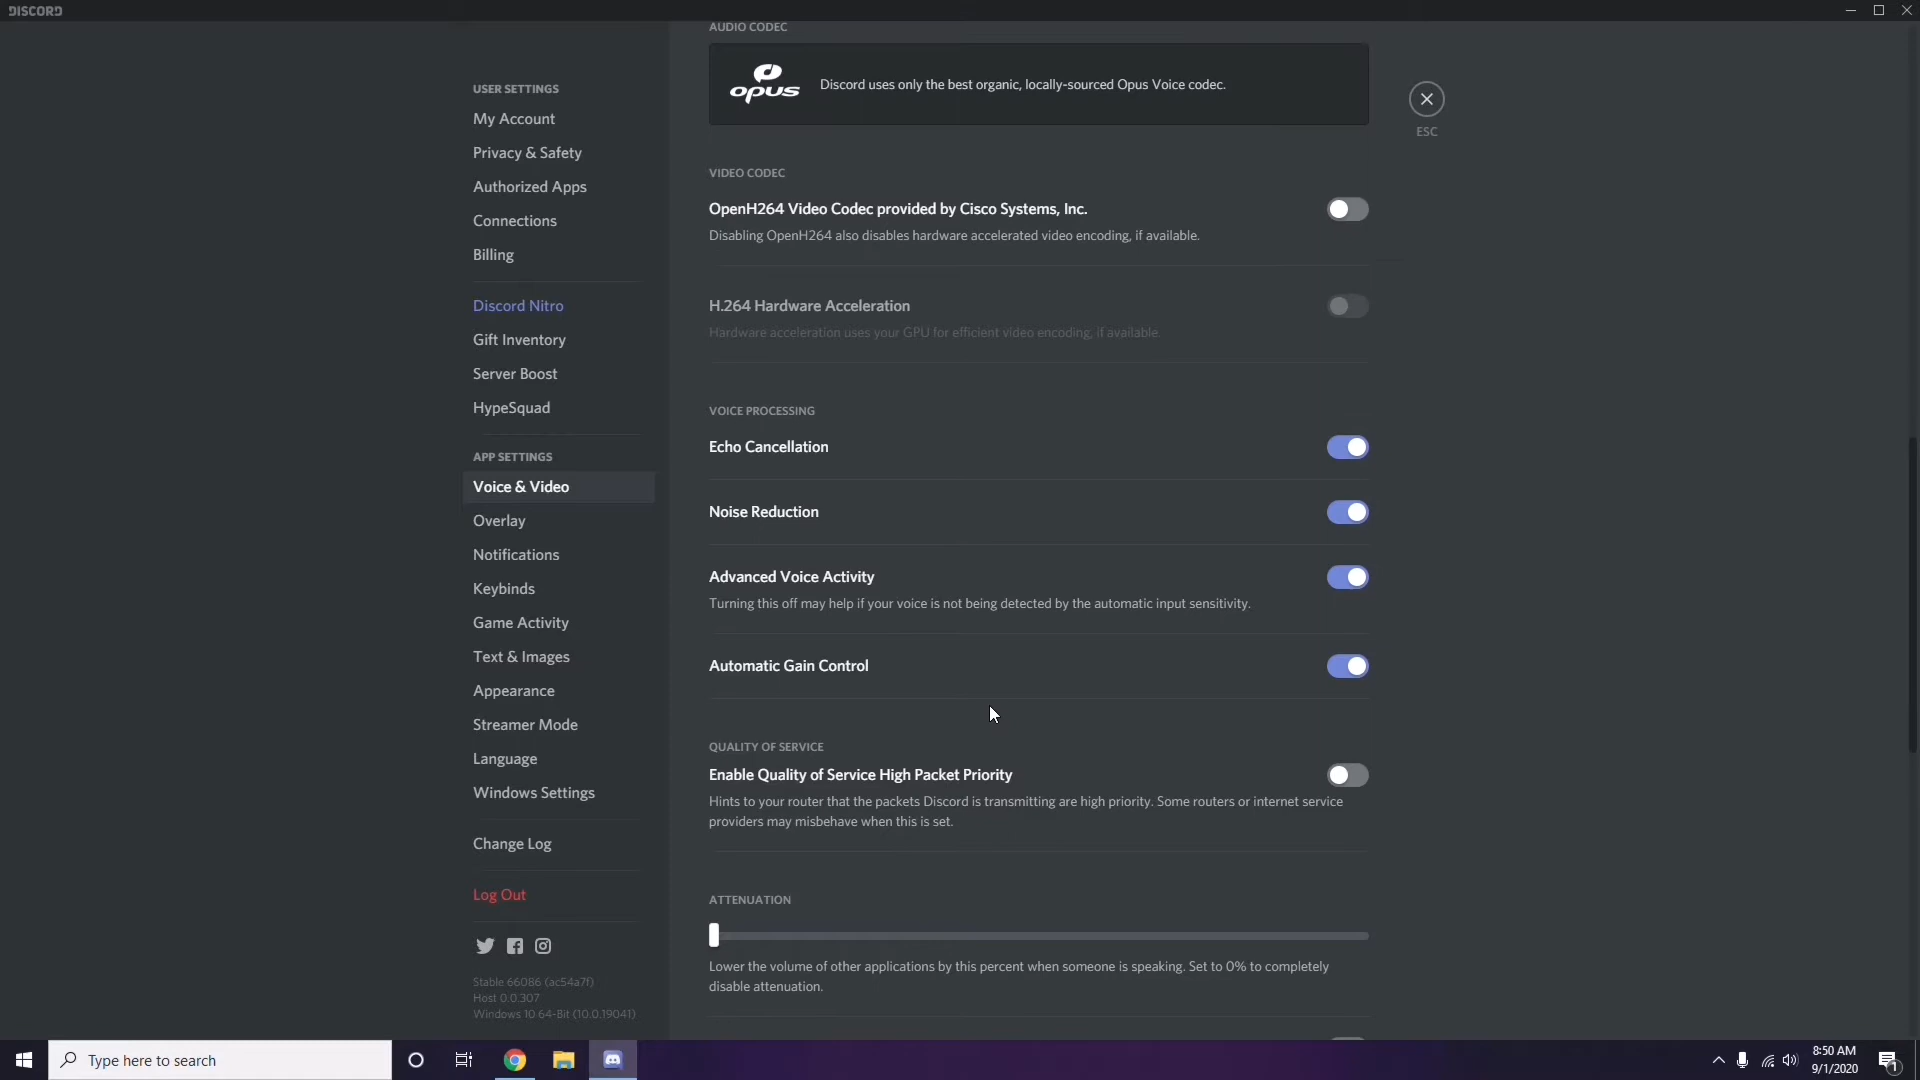 DISCORD
USER SETTINGS
My Account
Privacy & Safety
Authorized Apps
Connections
Billing
Discord Nitro
Gift Inventory
Server Boost
HypeSquad
APP SETTINGS
Voice & Video
Overlay
Notifications
Keybinds
Game Activity
Text & Images
Appearance
Streamer Mode
Language
Windows Settings
Change Log
Log Out
Stable 66086 (ac54a7f)
Host 0.0.307
Windows 10 64-Bit (10.0.19041)
AUDIO CODEC
opus
Discord uses only the best organic, locally-sourced Opus Voice codec.
VIDEO CODEC
OpenH264 Video Codec provided by Cisco Systems, Inc.
Disabling OpenH264 also disables hardware accelerated video encoding, if available.
H.264 Hardware Acceleration
Hardware acceleration uses your GPU for efficient video encoding, if available.
VOICE PROCESSING
Echo Cancellation
Noise Reduction
Advanced Voice Activity
Turning this off may help if your voice is not being detected by the automatic input sensitivity.
Automatic Gain Control
QUALITY OF SERVICE
Enable Quality of Service High Packet Priority
Hints to your router that the packets Discord is transmitting are high priority. Some routers or internet service
providers may misbehave when this is set.
ATTENUATION
Lower the volume of other applications by this percent when someone is speaking. Set to 0% to completely
disable attenuation.
ESC
Type here to search
8:50 AM
9/1/2020
1